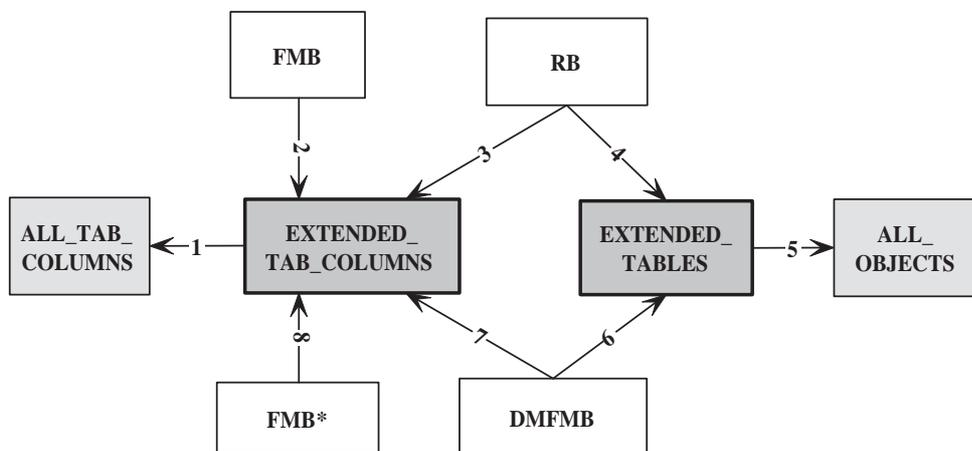 FMB
RB
2
3
4
ALL_TAB_
COLUMNS
1
EXTENDED_
TAB_COLUMNS
EXTENDED_
TABLES
5
ALL_
OBJECTS
8
7
6
FMB*
DMFMB